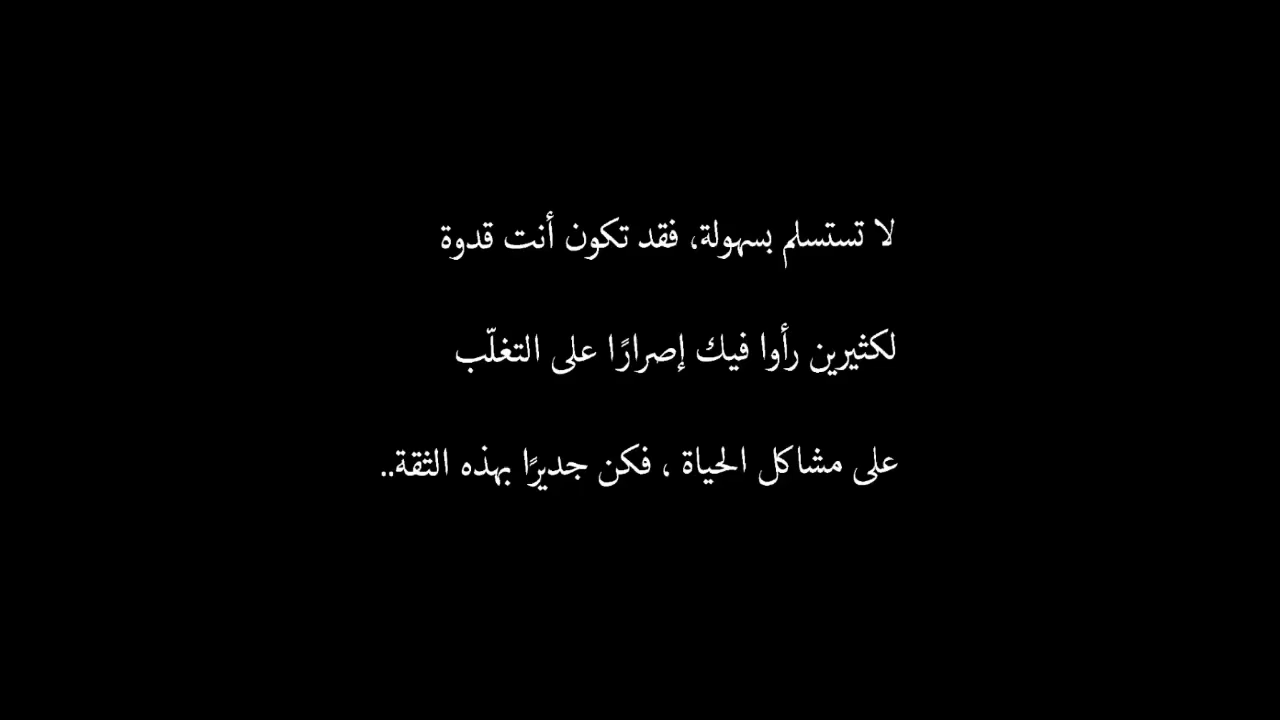 لا تستسلم بسهولة، فقد تكون أنت قدوة
لكثيرين رأوا فيك إصرارًا على التغلّب
على مشاكل الحياة ، فكن جديرًا بهذه الثقة..